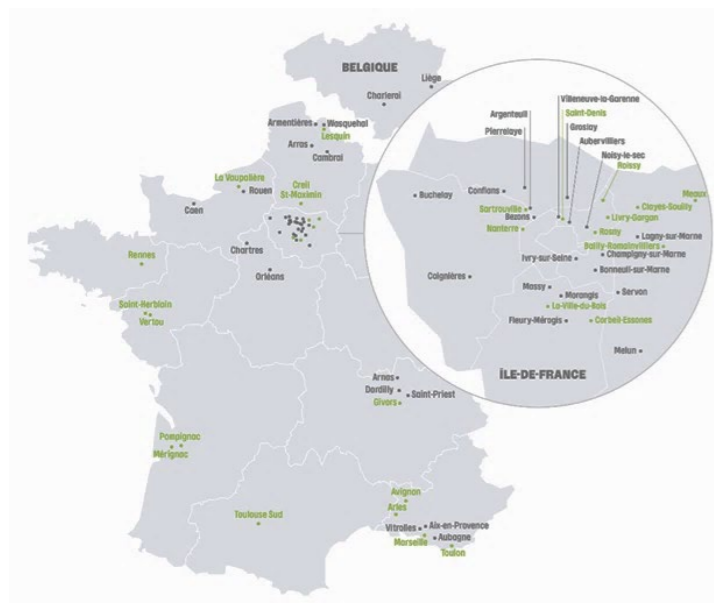 BELGIQUE
Liège
Charleroi
Armentières
Wasquehal
Lesquin
Arras
Cambrai
La Vaupalière
Rouen
Creil
St-Maximin
Caen
Chartres
Orléans
Rennes
Saint-Herblain
Vertou
Arnas
Dardilly
Saint-Priest
Givors
Pompignac
Mérignac
Toulouse Sud
Avignon
Arles
Vitrolles
Aix-en-Provence
Marseille
Aubagne
Toulon
Villeneuve-la-Garenne
Saint-Denis
Argenteuil
Groslay
Pierrelaye
Aubervilliers
Noisy-le-sec
Roissy
Buchelay
Conflans
Meaux
Sartrouville
Claye-Souilly
Bezons
Livry-Gargan
Nanterre
Rosny
Lagny-sur-Marne
Bailly-Romainvilliers
Ivry-sur-Seine
Champigny-sur-Marne
Bonneuil-sur-Marne
Coignières
Massy
Morangis
Servon
La-Ville-du-Bois
Fleury-Mérogis
Corbeil-Essones
Melun
ÎLE-DE-FRANCE